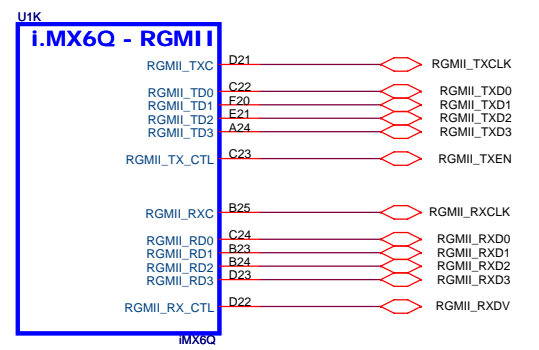 U1K
i.MX6Q - RGMII
RGMII_TXC D21 RGMII_TXCLK
RGMII_TD0 C22 RGMII_TXD0
RGMII_TD1 F20 RGMII_TXD1
RGMII_TD2 E21 RGMII_TXD2
RGMII_TD3 A24 RGMII_TXD3
RGMII_TX_CTL C23 RGMII_TXEN
RGMII_RXC B25 RGMII_RXCLK
RGMII_RD0 C24 RGMII_RXD0
RGMII_RD1 B23 RGMII_RXD1
RGMII_RD2 B24 RGMII_RXD2
RGMII_RD3 D23 RGMII_RXD3
RGMII_RX_CTL D22 RGMII_RXDV
iMX6Q